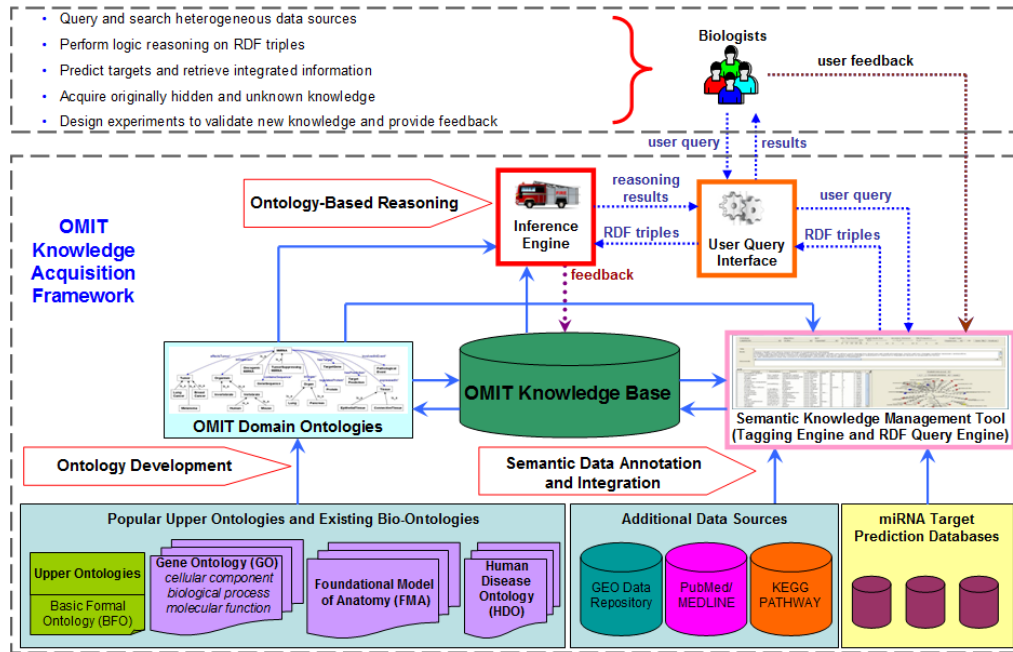 Query and search heterogeneous data sources
Perform logic reasoning on RDF triples
Predict targets and retrieve integrated information
Acquire originally hidden and unknown knowledge
Design experiments to validate new knowledge and provide feedback
Biologists
user feedback
user query
results
OMIT
Knowledge
Acquisition
Framework
Ontology-Based Reasoning
Inference
Engine
reasoning
results
RDF triples
User Query
Interface
user query
RDF triples
feedback
OMIT Domain Ontologies
OMIT Knowledge Base
Semantic Knowledge Management Tool
(Tagging Engine and RDF Query Engine)
Ontology Development
Semantic Data Annotation
and Integration
Popular Upper Ontologies and Existing Bio-Ontologies
Upper Ontologies
Basic Formal
Ontology (BFO)
Gene Ontology (GO)
cellular component
biological process
molecular function
Foundational Model
of Anatomy (FMA)
Human
Disease
Ontology
(HDO)
Additional Data Sources
GEO Data
Repository
PubMed/
MEDLINE
KEGG
PATHWAY
miRNA Target
Prediction Databases